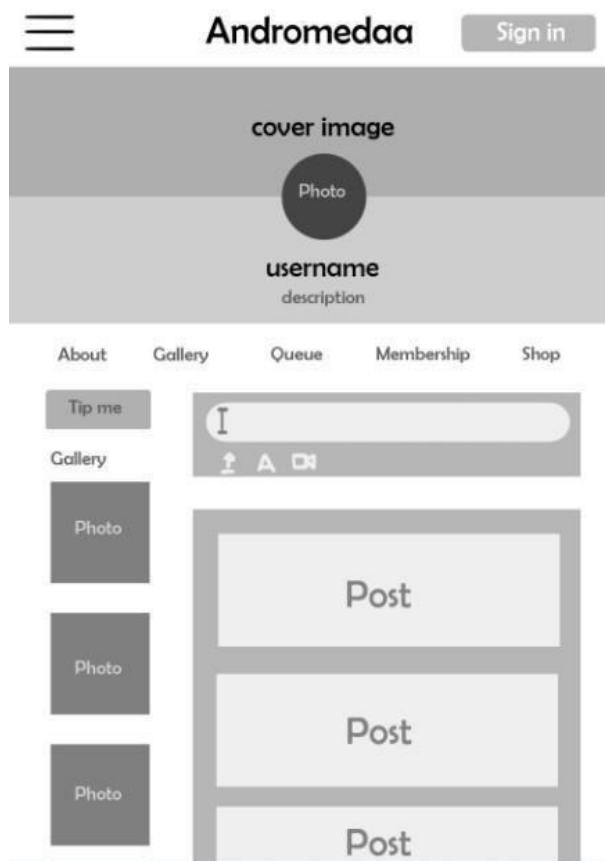 Andromedaa
Sign in
cover image
Photo
username
description
About Gallery Queue Membership Shop
Tip me
Gallery
Photo
Photo
Photo
A
Post
Post
Post